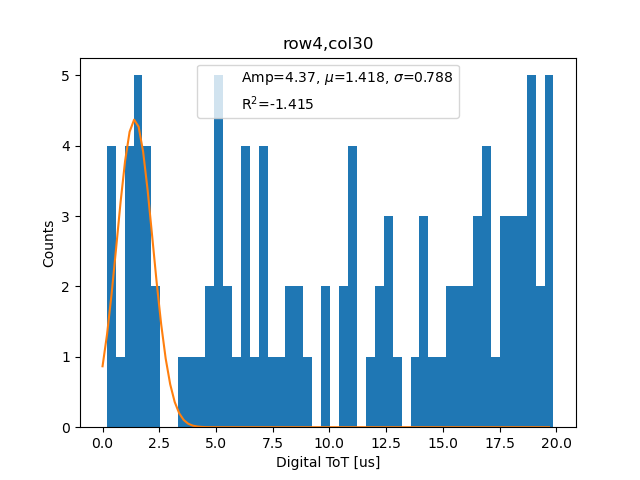 row4,col30
Amp=4.37, μ=1.418, σ=0.788
R²=-1.415
5
4
3
2
1
0
Counts
0.0 2.5 5.0 7.5 10.0 12.5 15.0 17.5 20.0
Digital ToT [us]